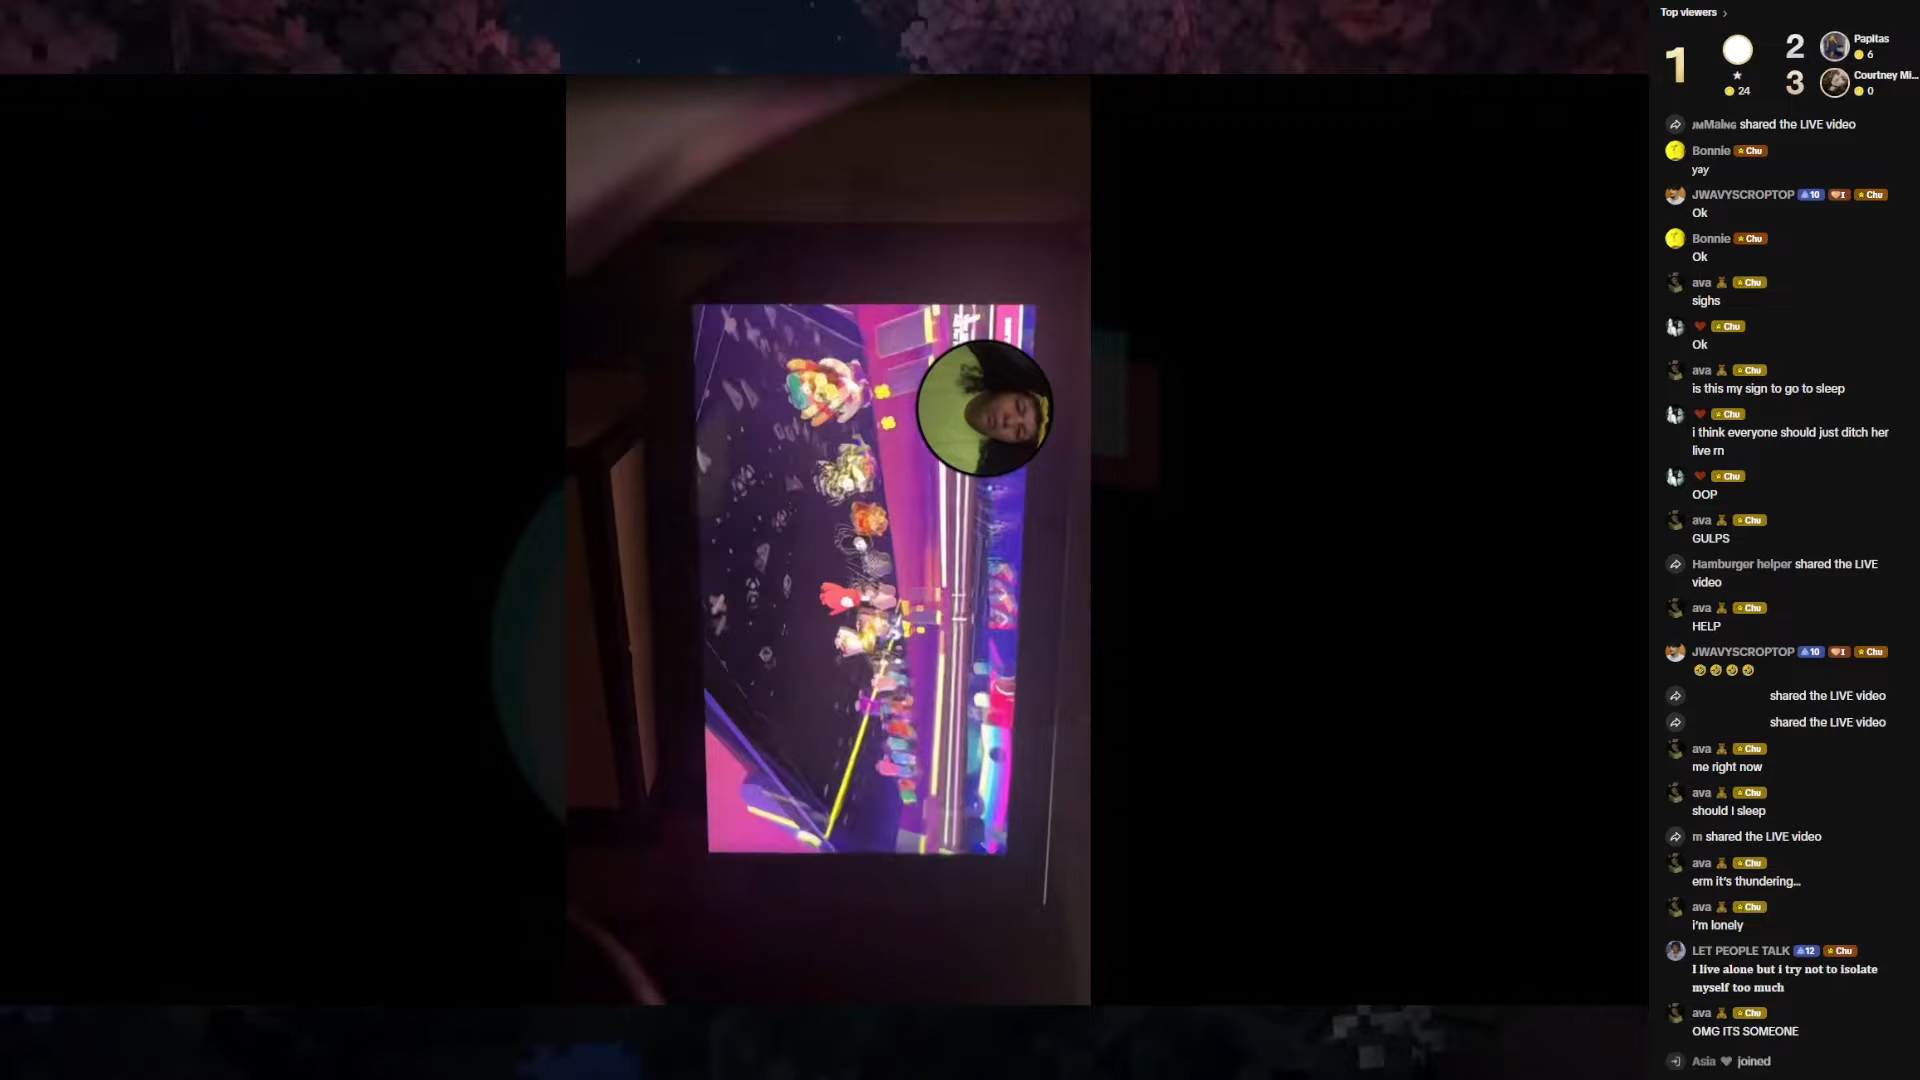 Top viewers
1
24
2
Papitas
6
3
Courtney Mi...
0
JMMalNG shared the LIVE video
Bonnie Chu
yay
JWAVYSCROPTOP 10 I Chu
Ok
Bonnie Chu
Ok
ava Chu
sighs
Chu
Ok
ava Chu
is this my sign to go to sleep
Chu
i think everyone should just ditch her
live rn
Chu
OOP
ava Chu
GULPS
Hamburger helper shared the LIVE
video
ava Chu
HELP
JWAVYSCROPTOP 10 I Chu
🤣 🤣 🤣 🤣
shared the LIVE video
shared the LIVE video
ava Chu
me right now
ava Chu
should I sleep
m shared the LIVE video
ava Chu
erm it's thundering...
ava Chu
i'm lonely
LET PEOPLE TALK 12 Chu
I live alone but i try not to isolate
myself too much
ava Chu
OMG ITS SOMEONE
Asia joined